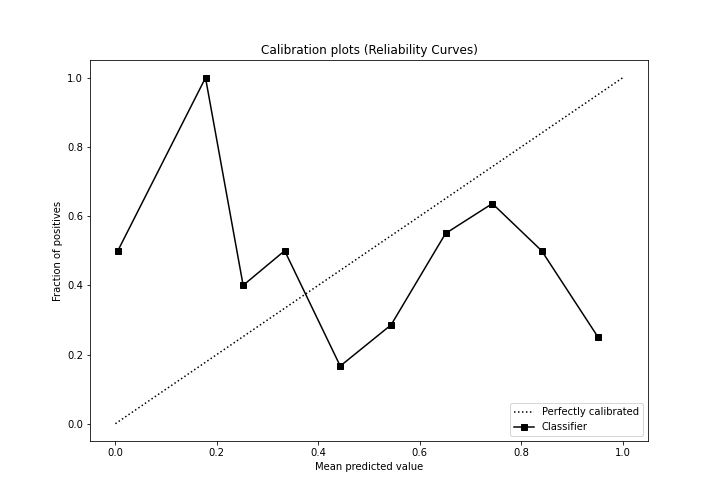 Calibration plots (Reliability Curves)
1.0
0.8
0.6
0.4
0.2
0.0
Fraction of positives
0.0 0.2 0.4 0.6 0.8 1.0
Mean predicted value
Perfectly calibrated
Classifier